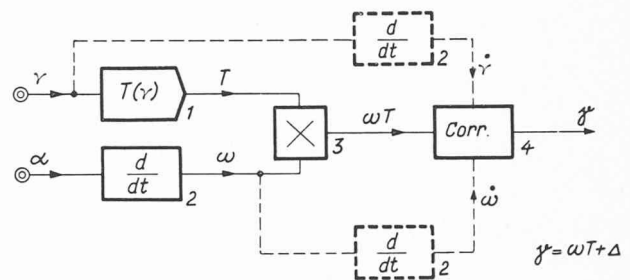 d
dt
2
ν̇
ν
T(ν)
1
T
×
3
ωT
Corr.
4
γ
α
d
dt
2
ω
ω̇
d
dt
2
γ = ωT + Δ